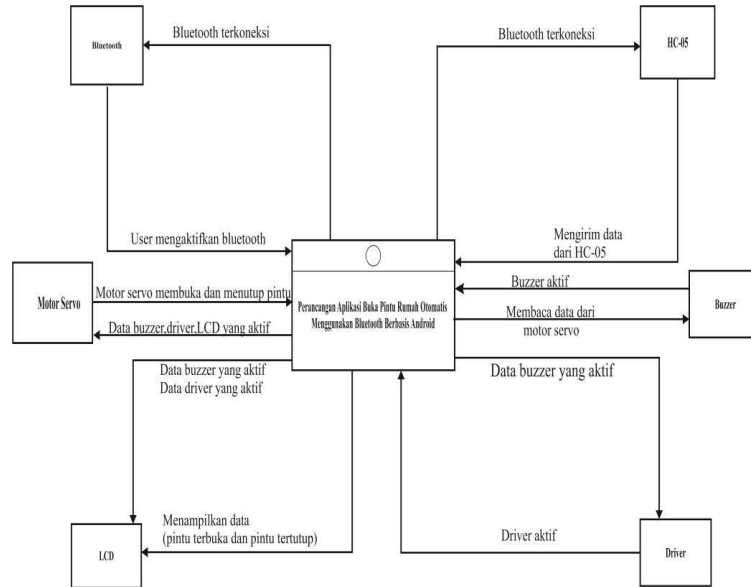 Bluetooth
Bluetooth terkoneksi
Bluetooth terkoneksi
HC-05
User mengaktifkan bluetooth
Mengirim data
dari HC-05
Motor Servo
Motor servo membuka dan menutup pintu
Data buzzer,driver,LCD yang aktif
Perancangan Aplikasi Buka Pintu Rumah Otomatis
Menggunakan Bluetooth Berbasis Android
Buzzer aktif
Membaca data dari
motor servo
Buzzer
Data buzzer yang aktif
Data driver yang aktif
Data buzzer yang aktif
Menampilkan data
(pintu terbuka dan pintu tertutup)
LCD
Driver aktif
Driver